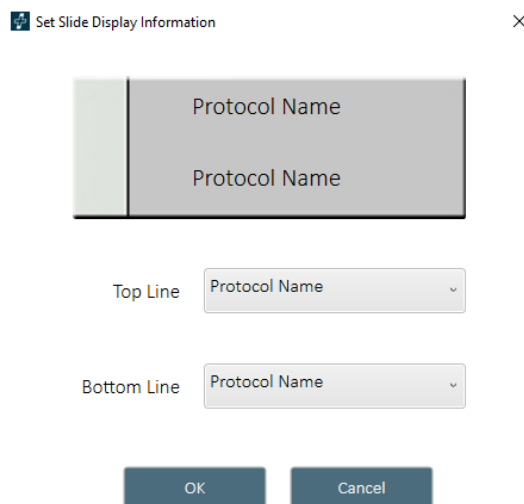 Set Slide Display Information
Protocol Name
Protocol Name
Top Line Protocol Name
Bottom Line Protocol Name
OK Cancel